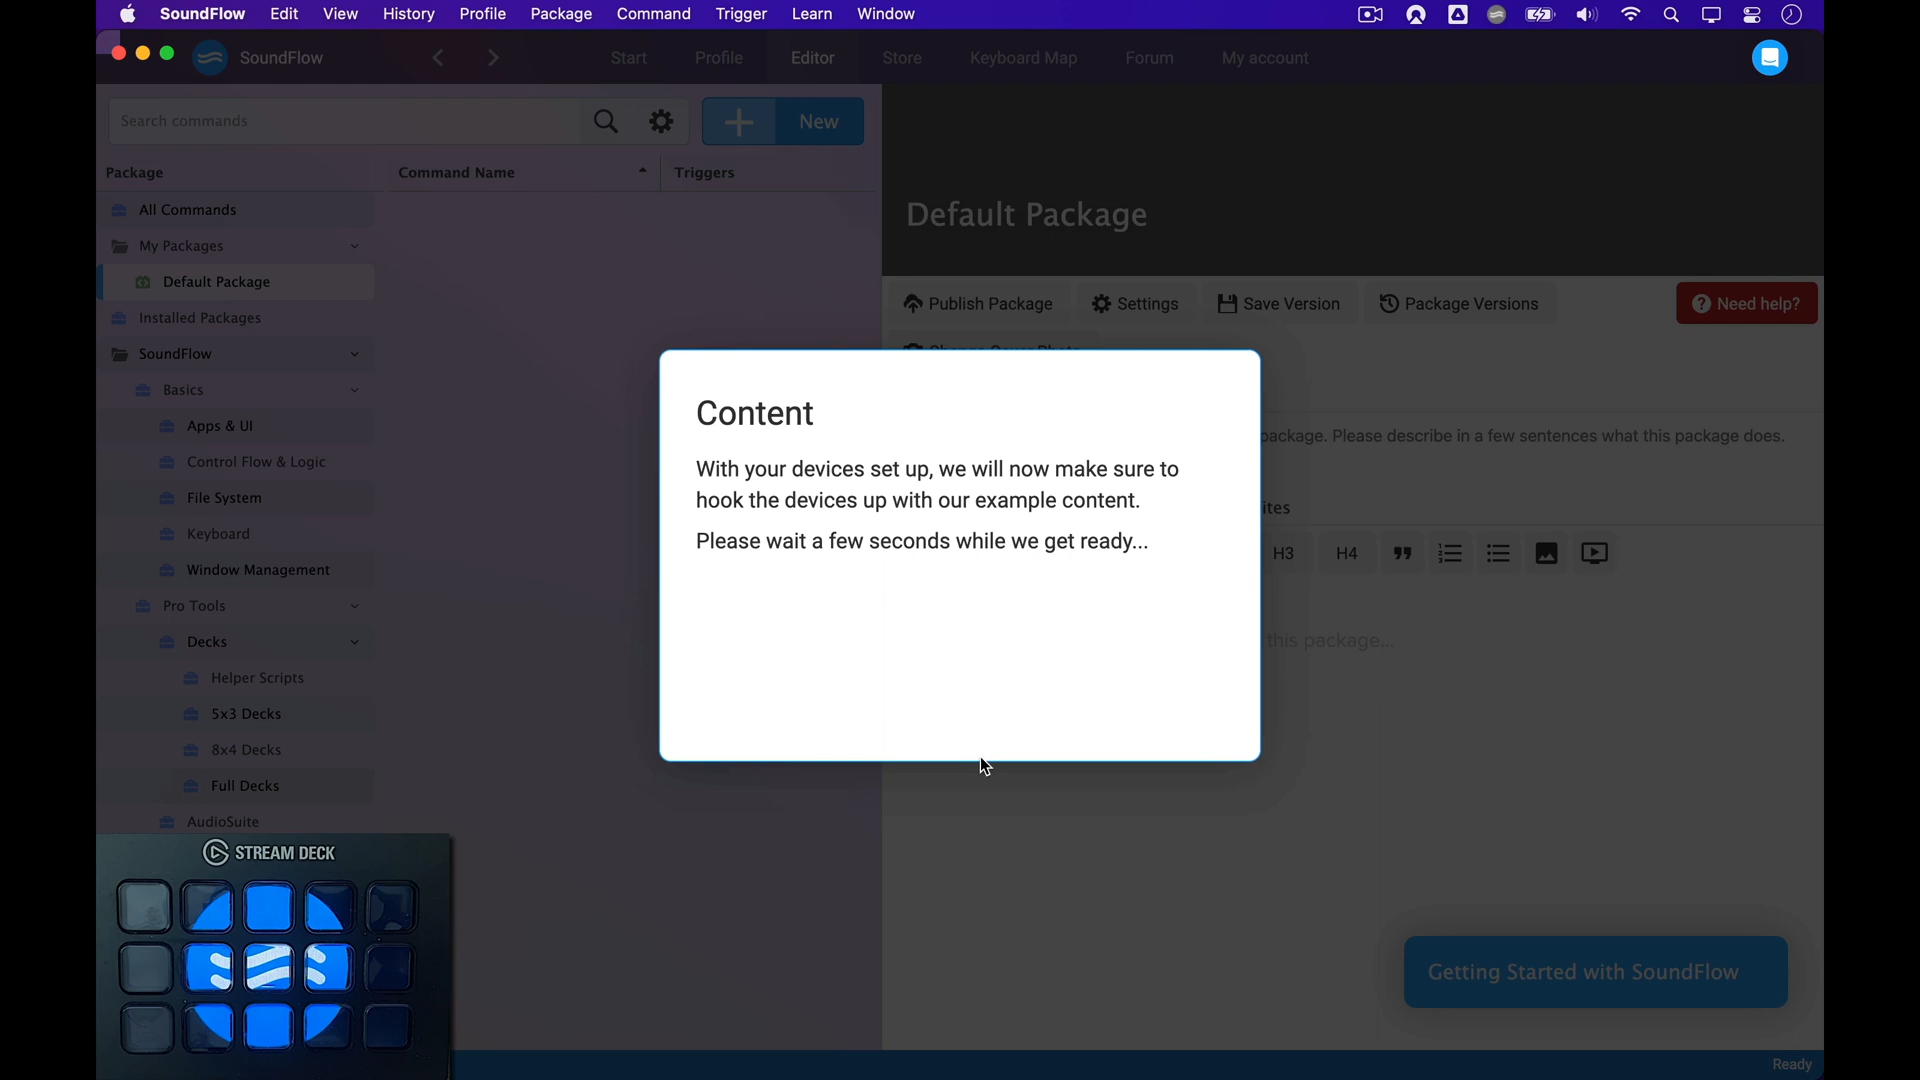 SoundFlow Edit View History Profile Package Command Trigger Learn Window
SoundFlow Start Profile Editor Store Keyboard Map Forum My account
Search commands
New
Package Command Name Triggers
All Commands
My Packages
Default Package
Installed Packages
SoundFlow
Basics
Apps & UI
Control Flow & Logic
File System
Keyboard
Window Management
Pro Tools
Decks
Helper Scripts
5x3 Decks
8x4 Decks
Full Decks
AudioSuite
STREAM DECK
Default Package
Publish Package Settings Save Version Package Versions Need help?
Content
With your devices set up, we will now make sure to
hook the devices up with our example content.
Please wait a few seconds while we get ready...
package. Please describe in a few sentences what this package does.
H3 H4
this package...
Getting Started with SoundFlow
Ready